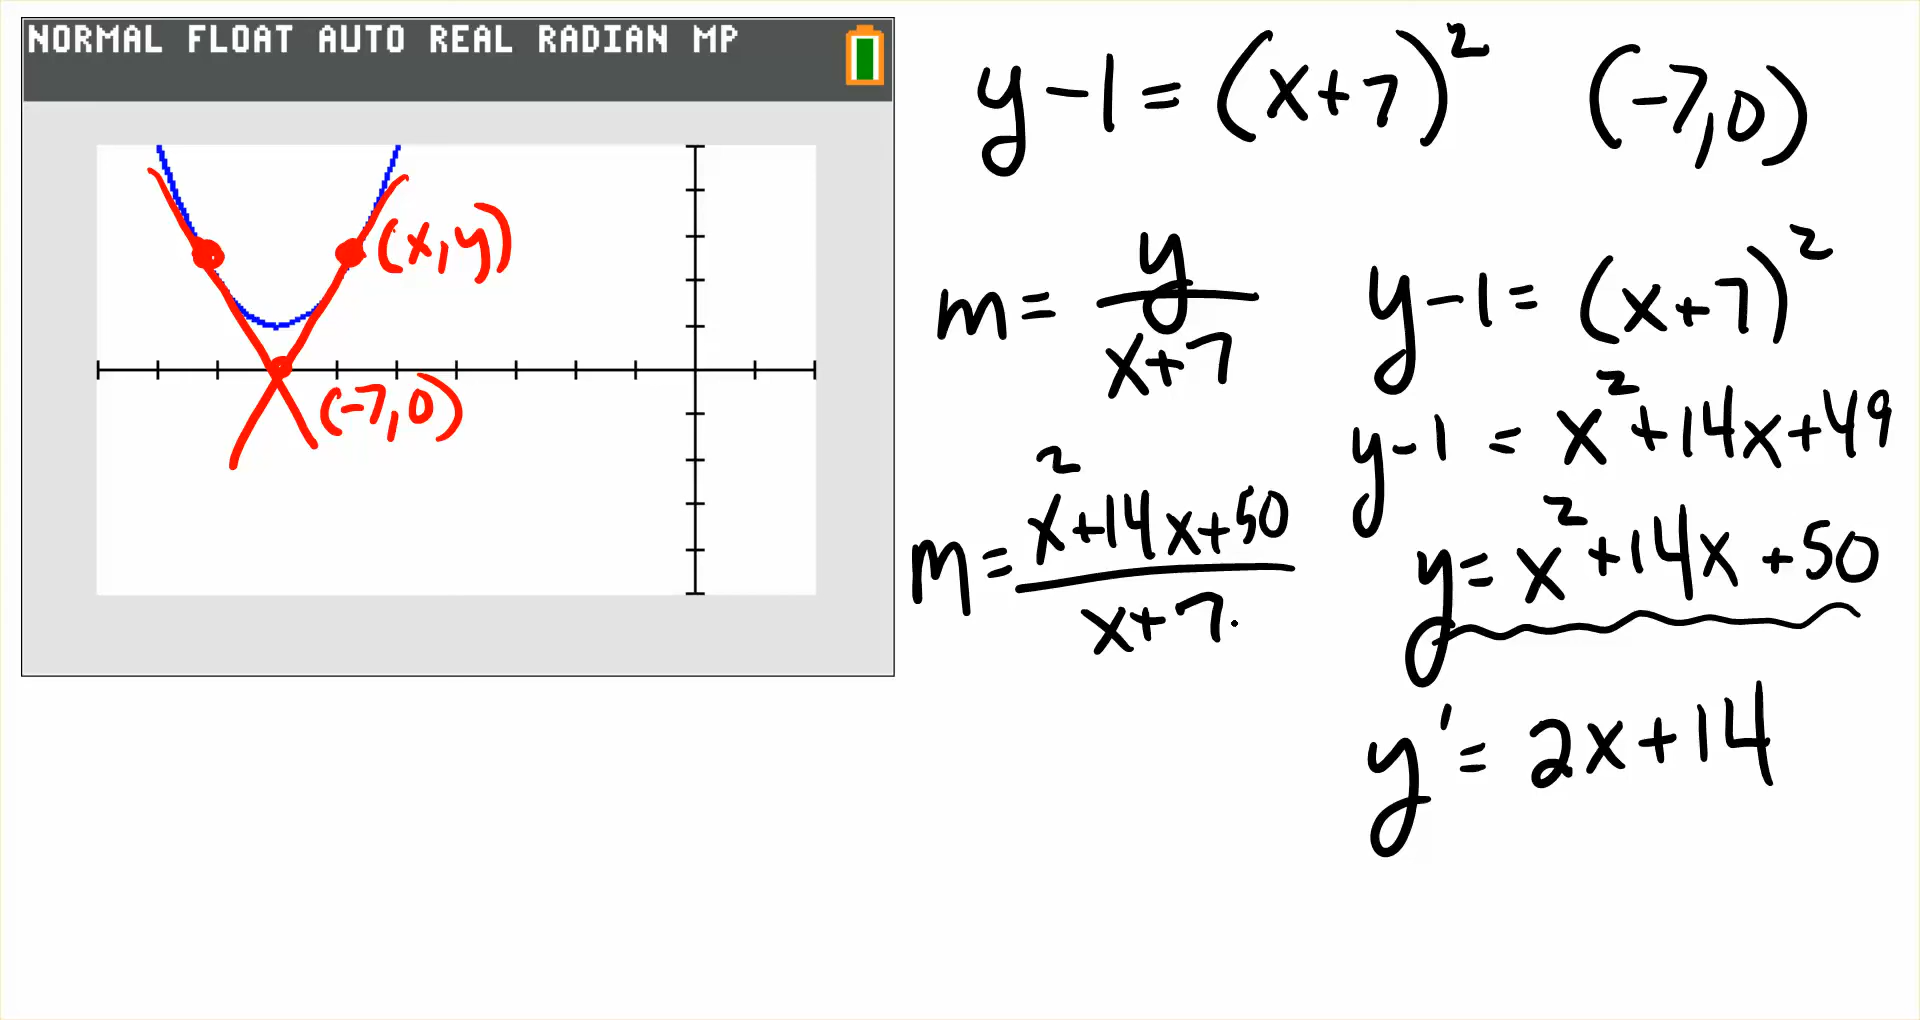 NORMAL FLOAT AUTO REAL RADIAN MP
(x,y)
(-7,0)
y-1=(x+7)² (-7,0)
m=y/(x+7)
y-1=(x+7)²
y-1=x²+14x+49
m=(x²+14x+50)/(x+7)
y=x²+14x+50
y'=2x+14